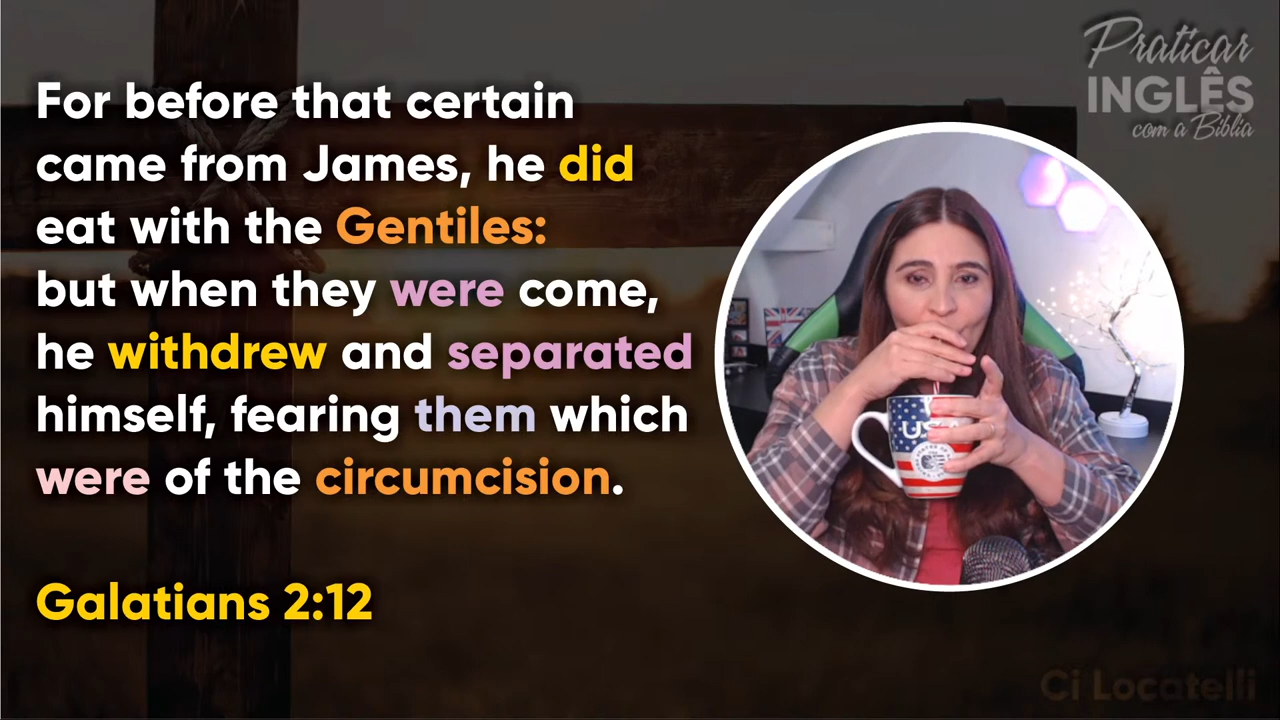 For before that certain
came from James, he did
eat with the Gentiles:
but when they were come,
he withdrew and separated
himself, fearing them which
were of the circumcision.
Galatians 2:12
Praticar
INGLÊS
com a Bíblia
USA
Ci Locatelli